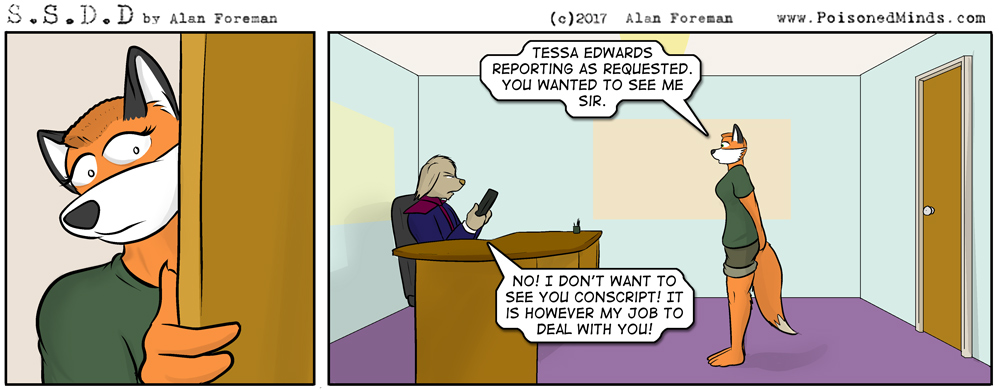 S.S.D.D by Alan Foreman (c)2017 Alan Foreman www.PoisonedMinds.com
TESSA EDWARDS
REPORTING AS REQUESTED.
YOU WANTED TO SEE ME
SIR.
NO! I DON'T WANT TO
SEE YOU CONSCRIPT! IT
IS HOWEVER MY JOB TO
DEAL WITH YOU!